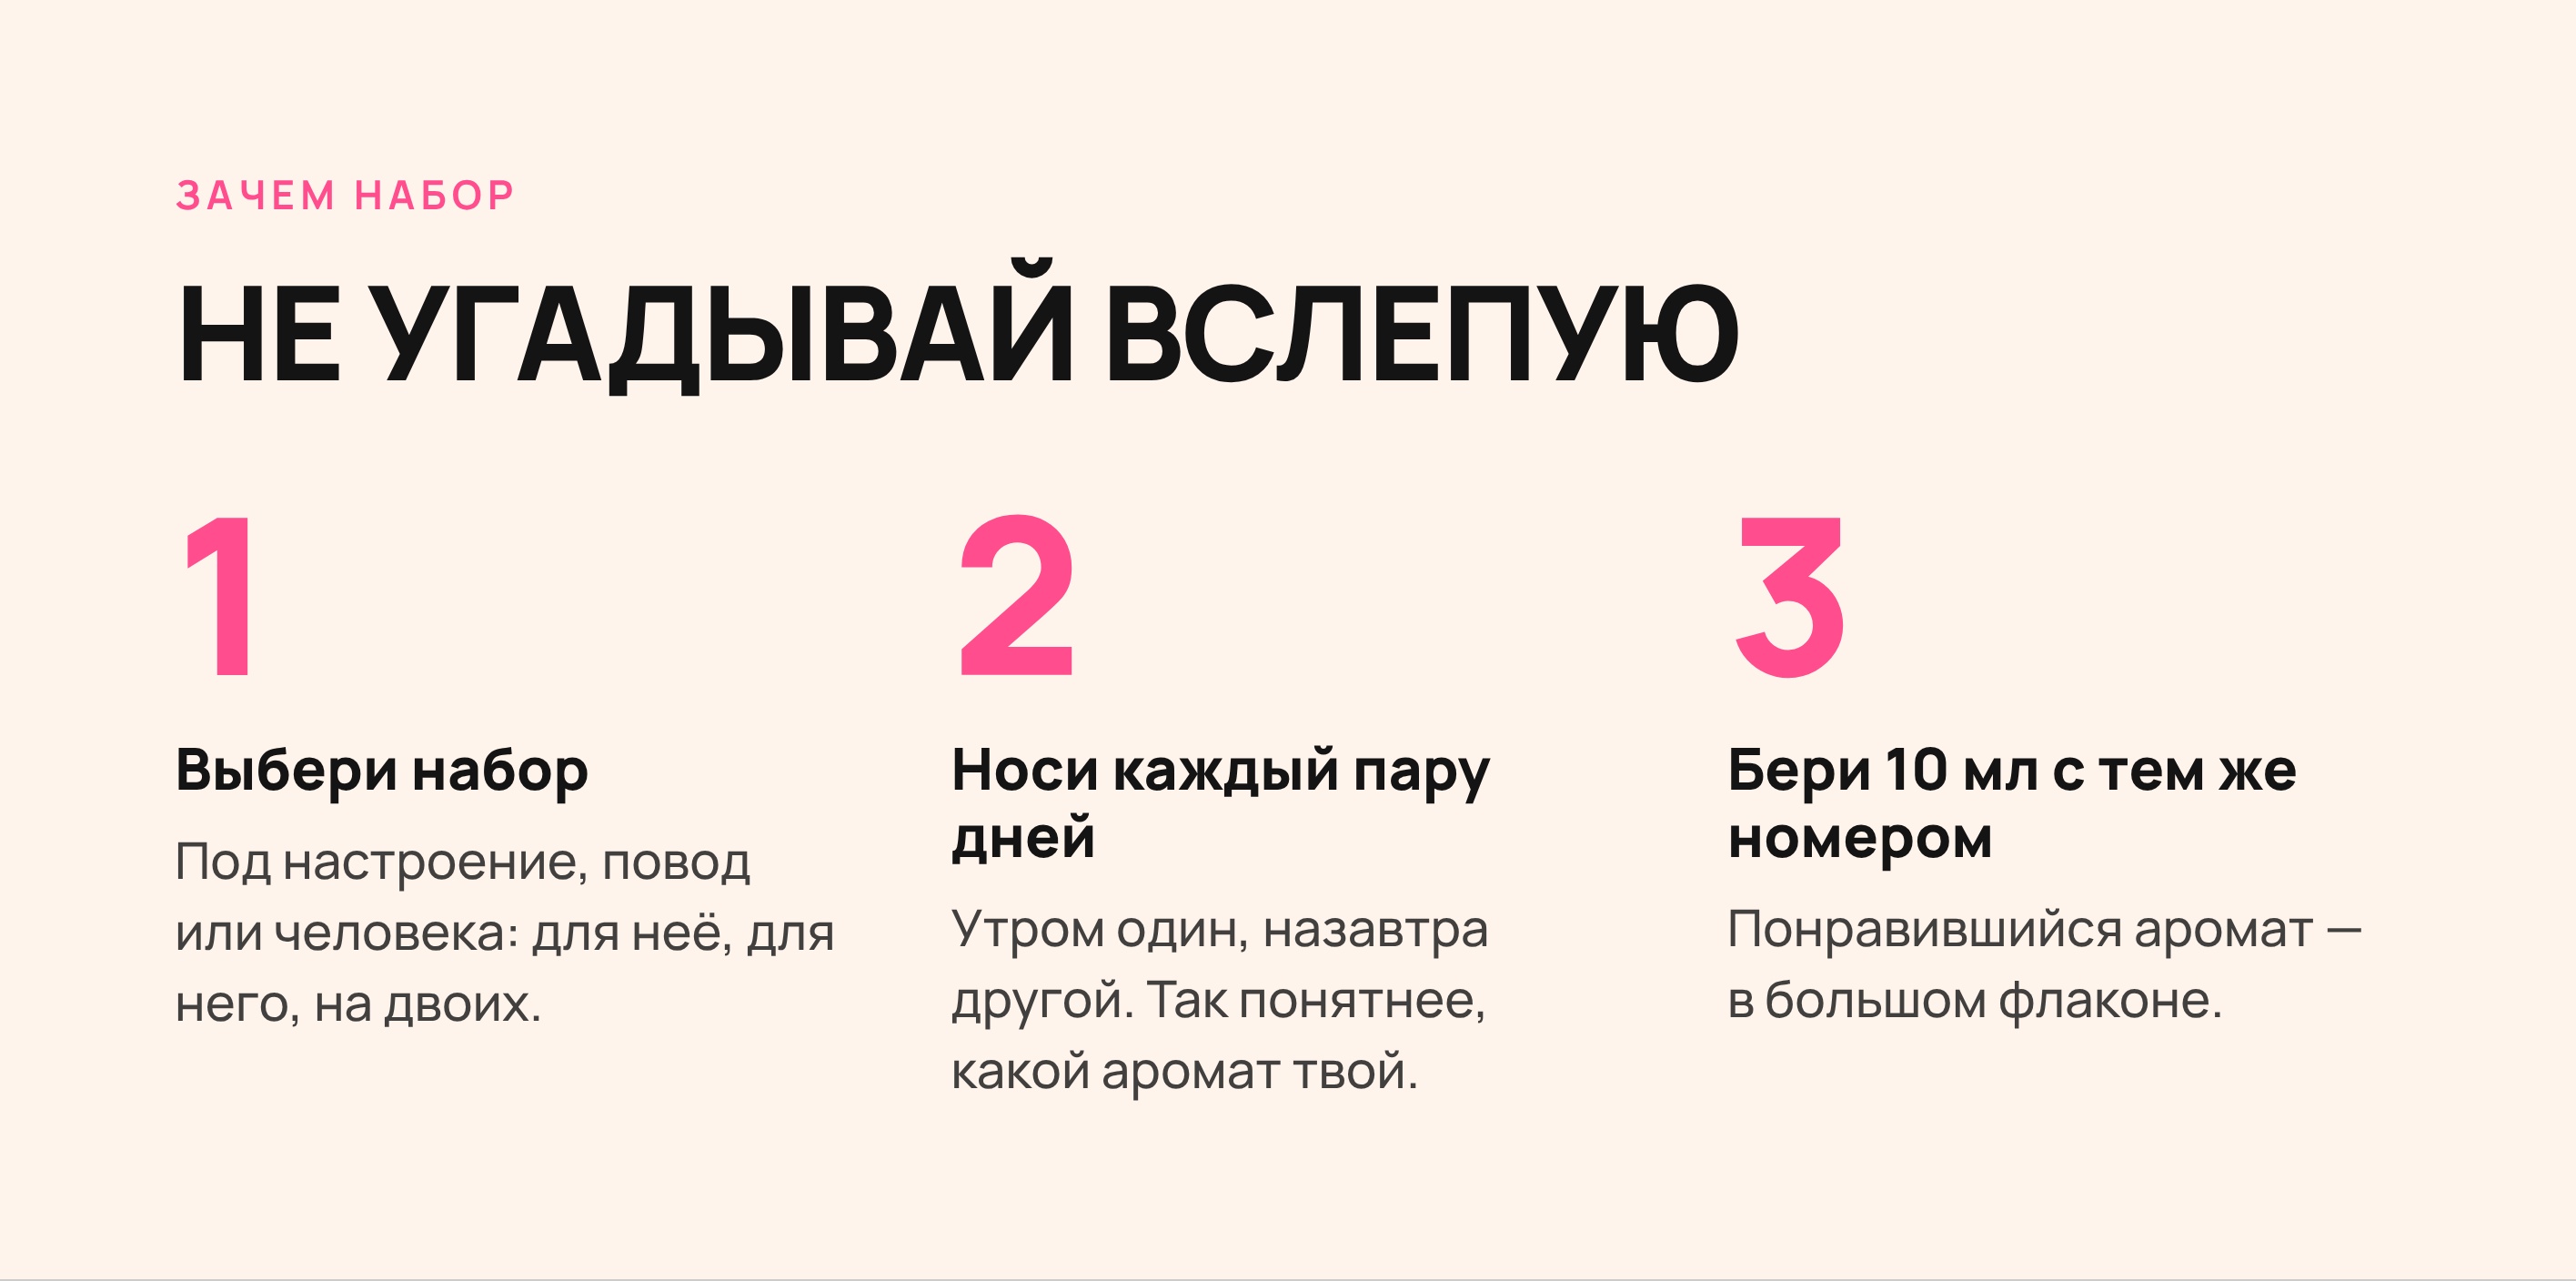 ЗАЧЕМ НАБОР
НЕ УГАДЫВАЙ ВСЛЕПУЮ
1
Выбери набор
Под настроение, повод
или человека: для неё, для
него, на двоих.
2
Носи каждый пару
дней
Утром один, назавтра
другой. Так понятнее,
какой аромат твой.
3
Бери 10 мл с тем же
номером
Понравившийся аромат —
в большом флаконе.